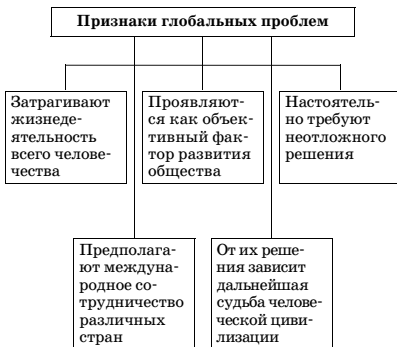 Признаки глобальных проблем
Затрагивают
жизнеде-
ятельность
всего челове-
чества
Проявляют-
ся как объек-
тивный фак-
тор развития
общества
Настоятель-
но требуют
неотложного
решения
Предполага-
ют междуна-
родное со-
трудничество
различных
стран
От их реше-
ния зависит
дальнейшая
судьба челове-
ческой циви-
лизации